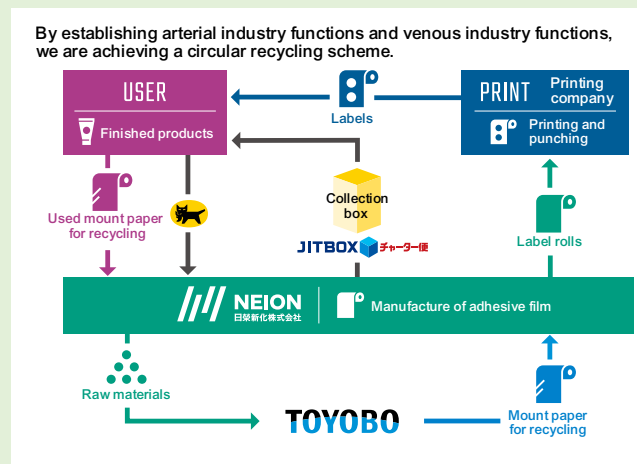 By establishing arterial industry functions and venous industry functions,
we are achieving a circular recycling scheme.
USER
Finished products
Labels
PRINT Printing
company
Printing and
punching
Used mount paper
for recycling
Collection
box
JITBOX チャーター便
Label rolls
NEION
日榮新化株式会社
Manufacture of adhesive film
Raw materials
TOYOBO
Mount paper
for recycling